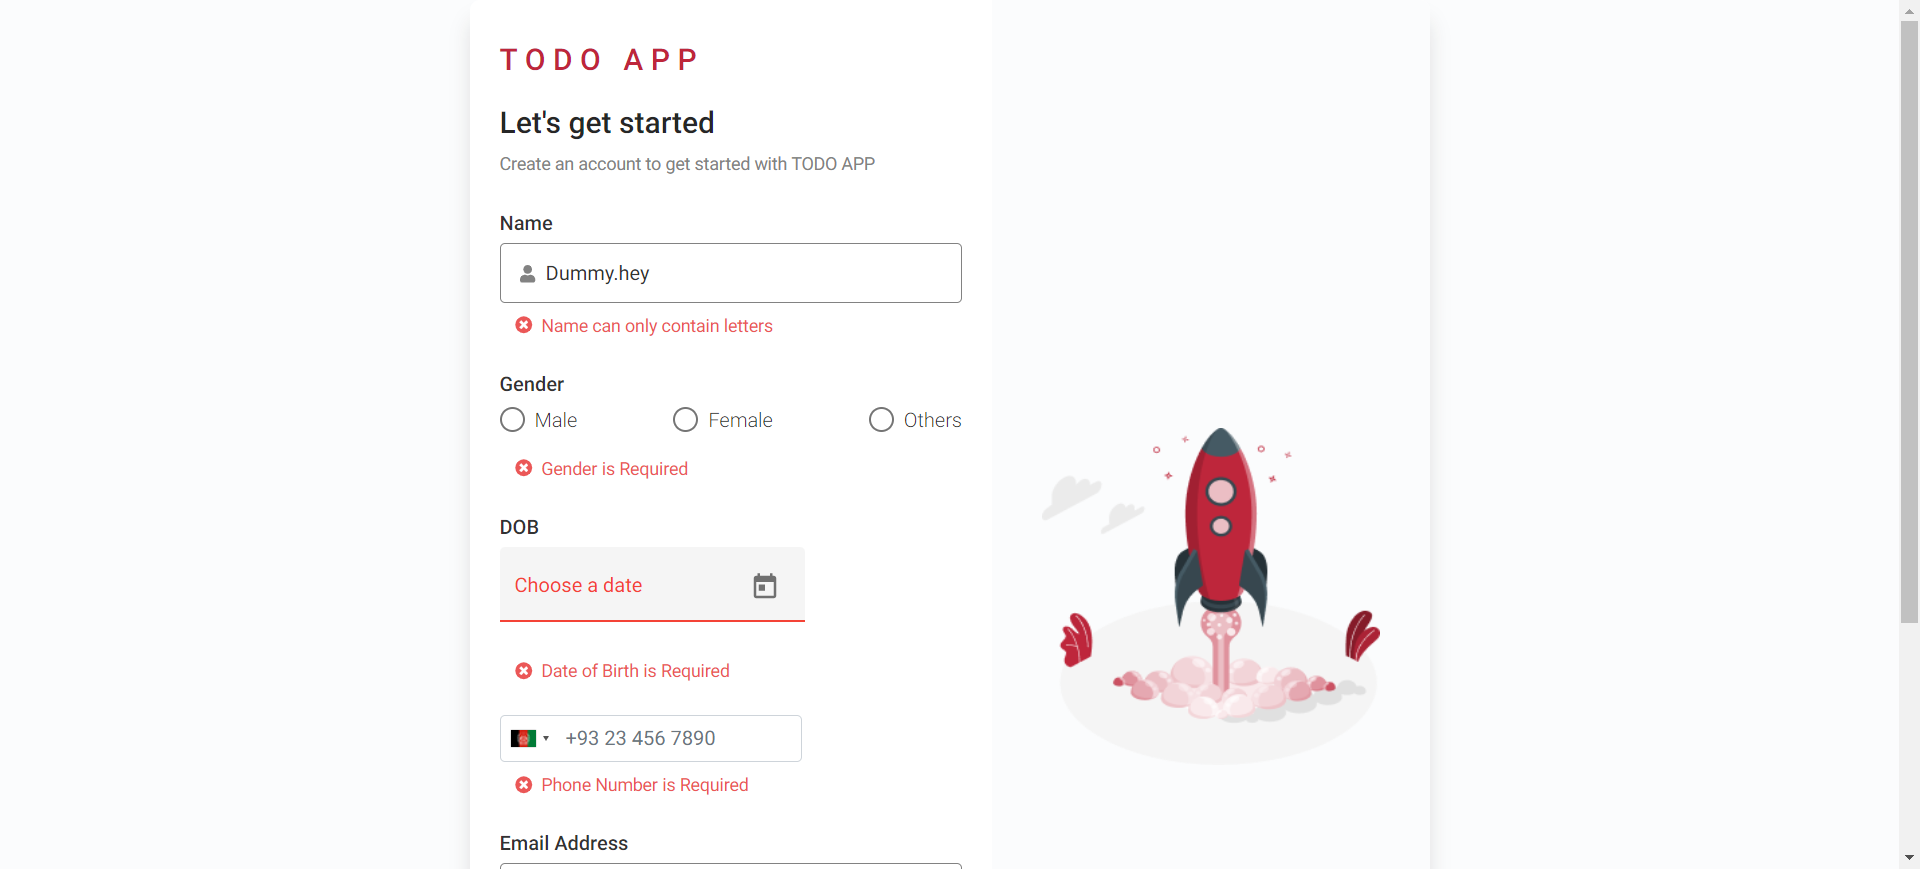 TODO APP
Let's get started
Create an account to get started with TODO APP
Name
Dummy.hey
Name can only contain letters
Gender
Male Female Others
Gender is Required
DOB
Choose a date
Date of Birth is Required
+93 23 456 7890
Phone Number is Required
Email Address